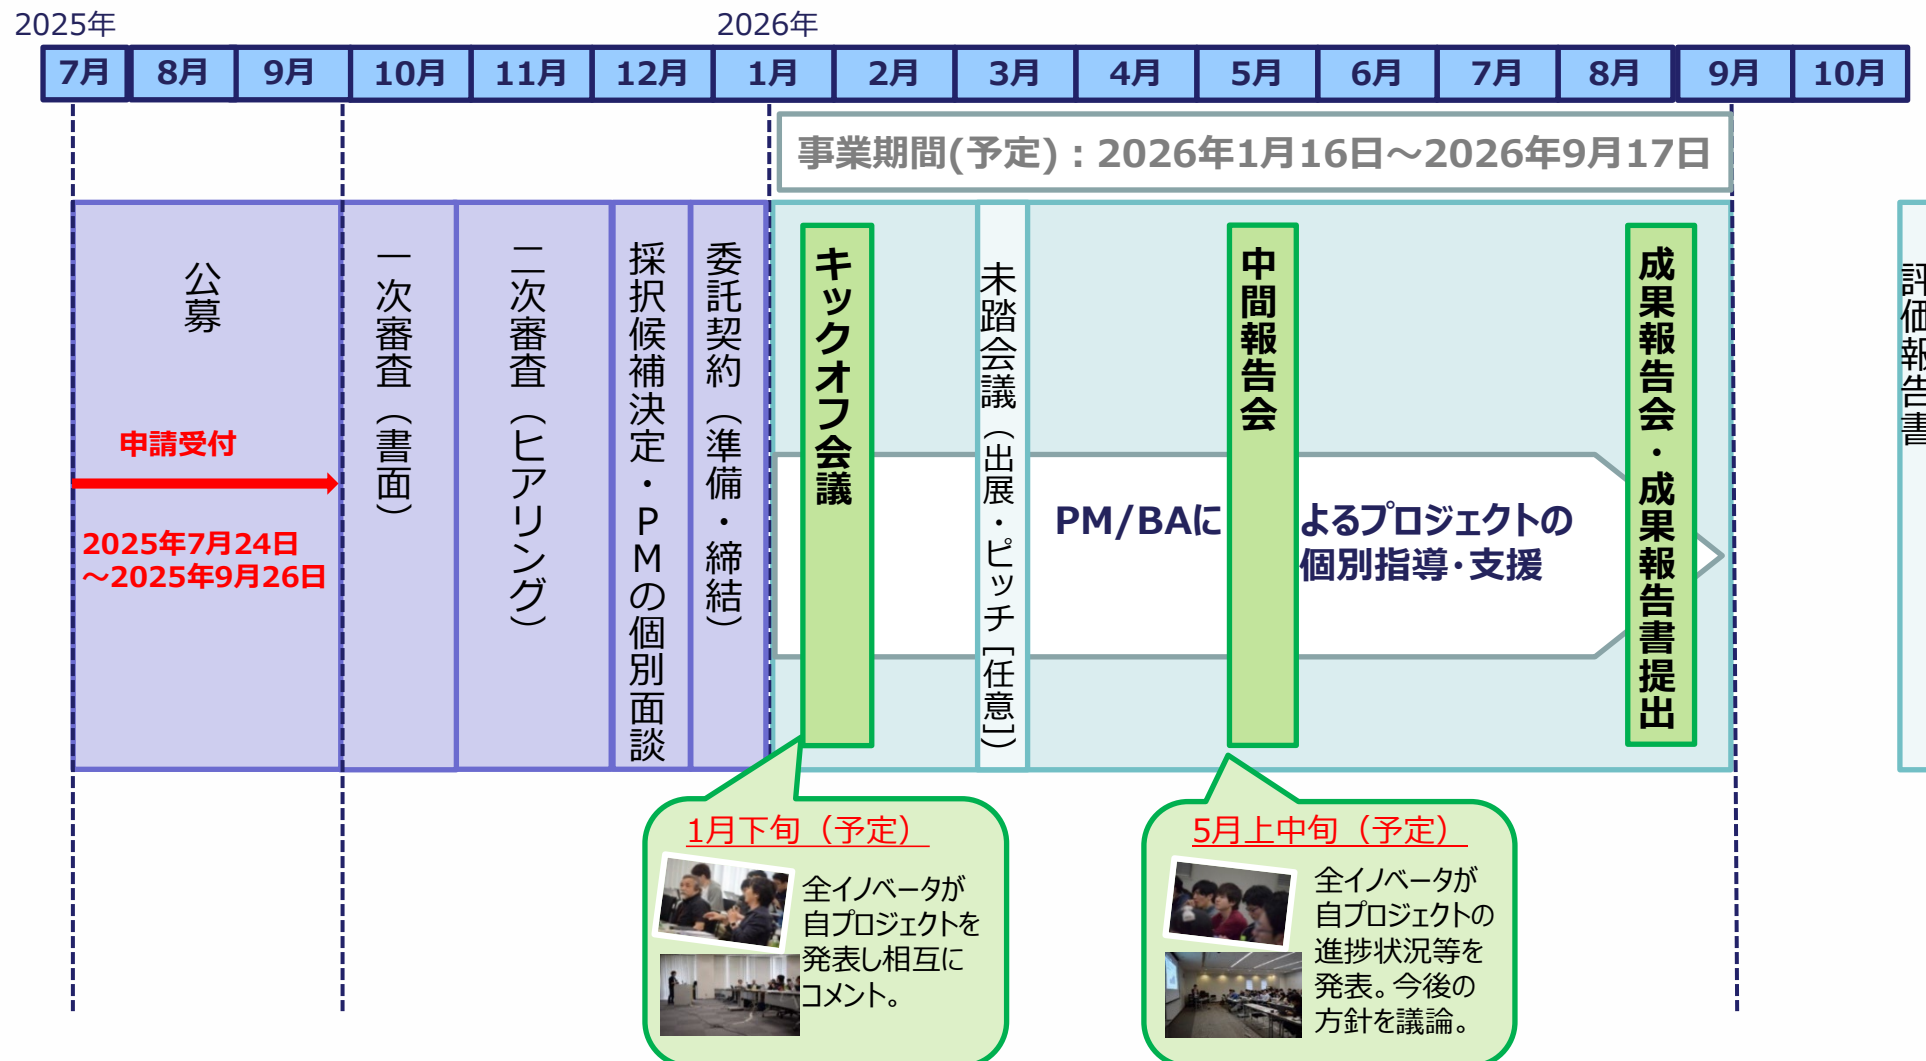 2025年
2026年
7月 8月 9月 10月 11月 12月 1月 2月 3月 4月 5月 6月 7月 8月 9月 10月
事業期間(予定)：2026年1月16日～2026年9月17日
公募
申請受付
2025年7月24日
～2025年9月26日
一次審査（書面）
二次審査（ヒアリング）
採択候補決定・PMの個別面談
委託契約（準備・締結）
キックオフ会議
未踏会議（出展・ピッチ［任意］）
中間報告会
成果報告会・成果報告書提出
評価報告書
PM/BAによるプロジェクトの
個別指導・支援
1月下旬（予定）
全イノベータが
自プロジェクトを
発表し相互に
コメント。
5月上中旬（予定）
全イノベータが
自プロジェクトの
進捗状況等を
発表。今後の
方針を議論。